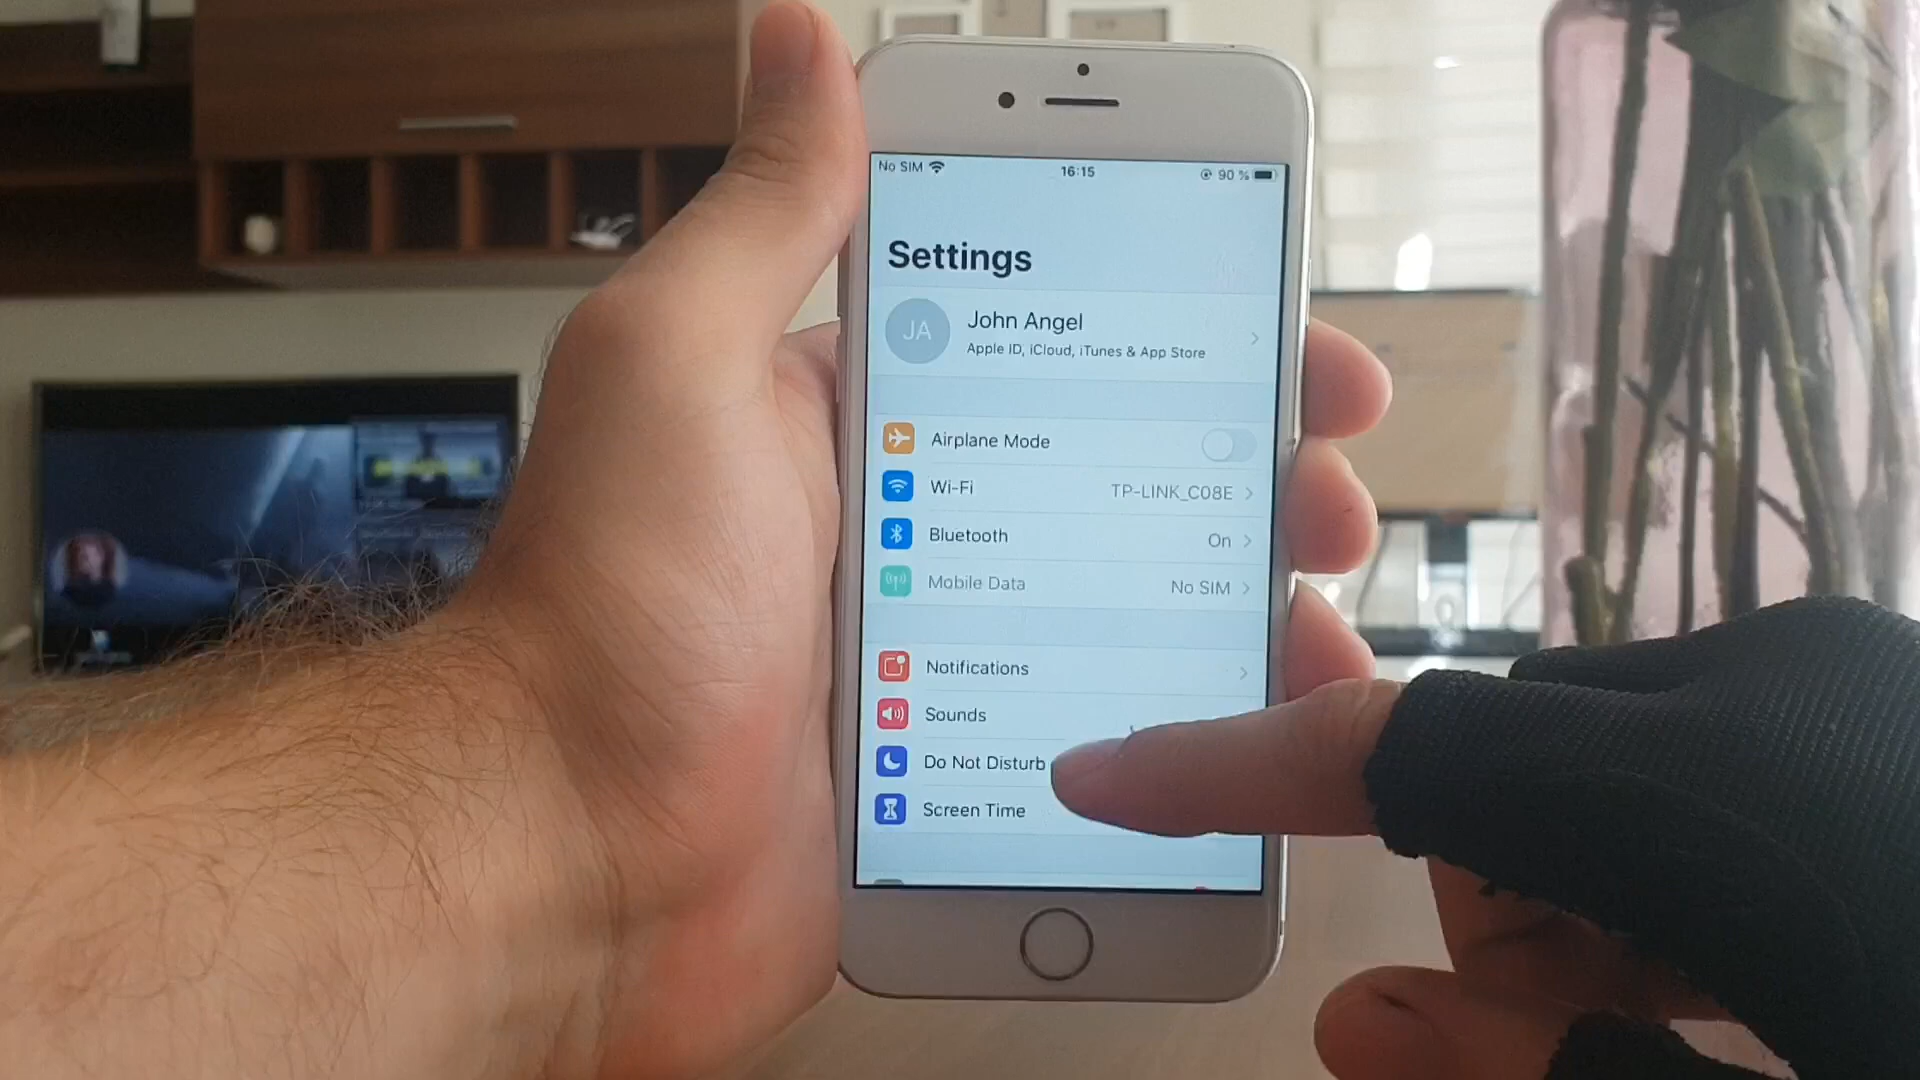 No SIM 16:15 90 %
Settings
JA
John Angel
Apple ID, iCloud, iTunes & App Store
Airplane Mode
Wi-Fi TP-LINK_C08E
Bluetooth On
Mobile Data No SIM
Notifications
Sounds
Do Not Disturb
Screen Time